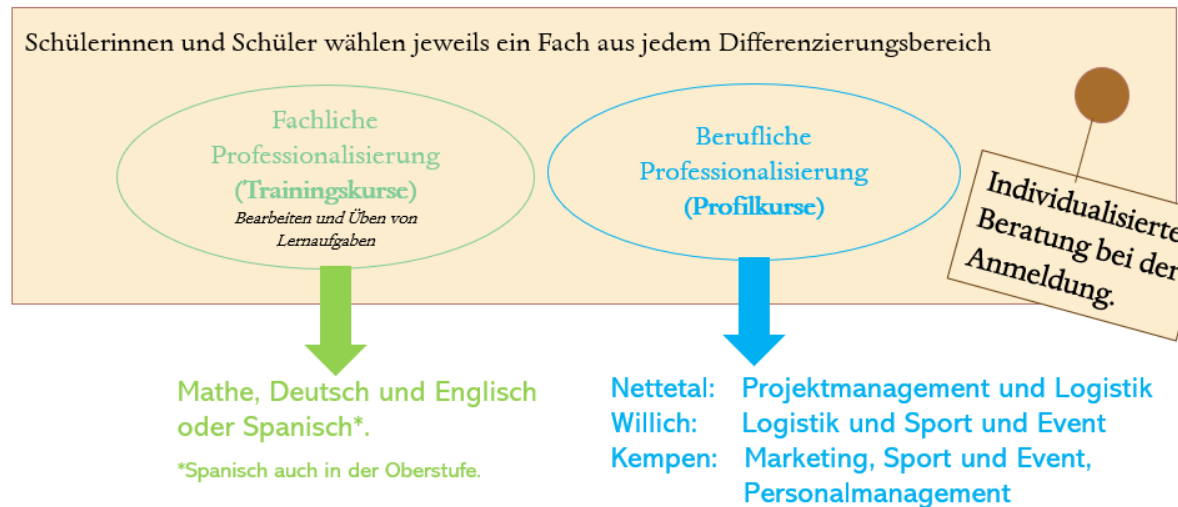 Schülerinnen und Schüler wählen jeweils ein Fach aus jedem Differenzierungsbereich
Fachliche
Professionalisierung
(Trainingskurse)
Bearbeiten und Üben von
Lernaufgaben
Berufliche
Professionalisierung
(Profilkurse)
Individualisierte
Beratung bei der
Anmeldung.
Mathe, Deutsch und Englisch
oder Spanisch*.
*Spanisch auch in der Oberstufe.
Nettetal: Projektmanagement und Logistik
Willich: Logistik und Sport und Event
Kempen: Marketing, Sport und Event,
Personalmanagement